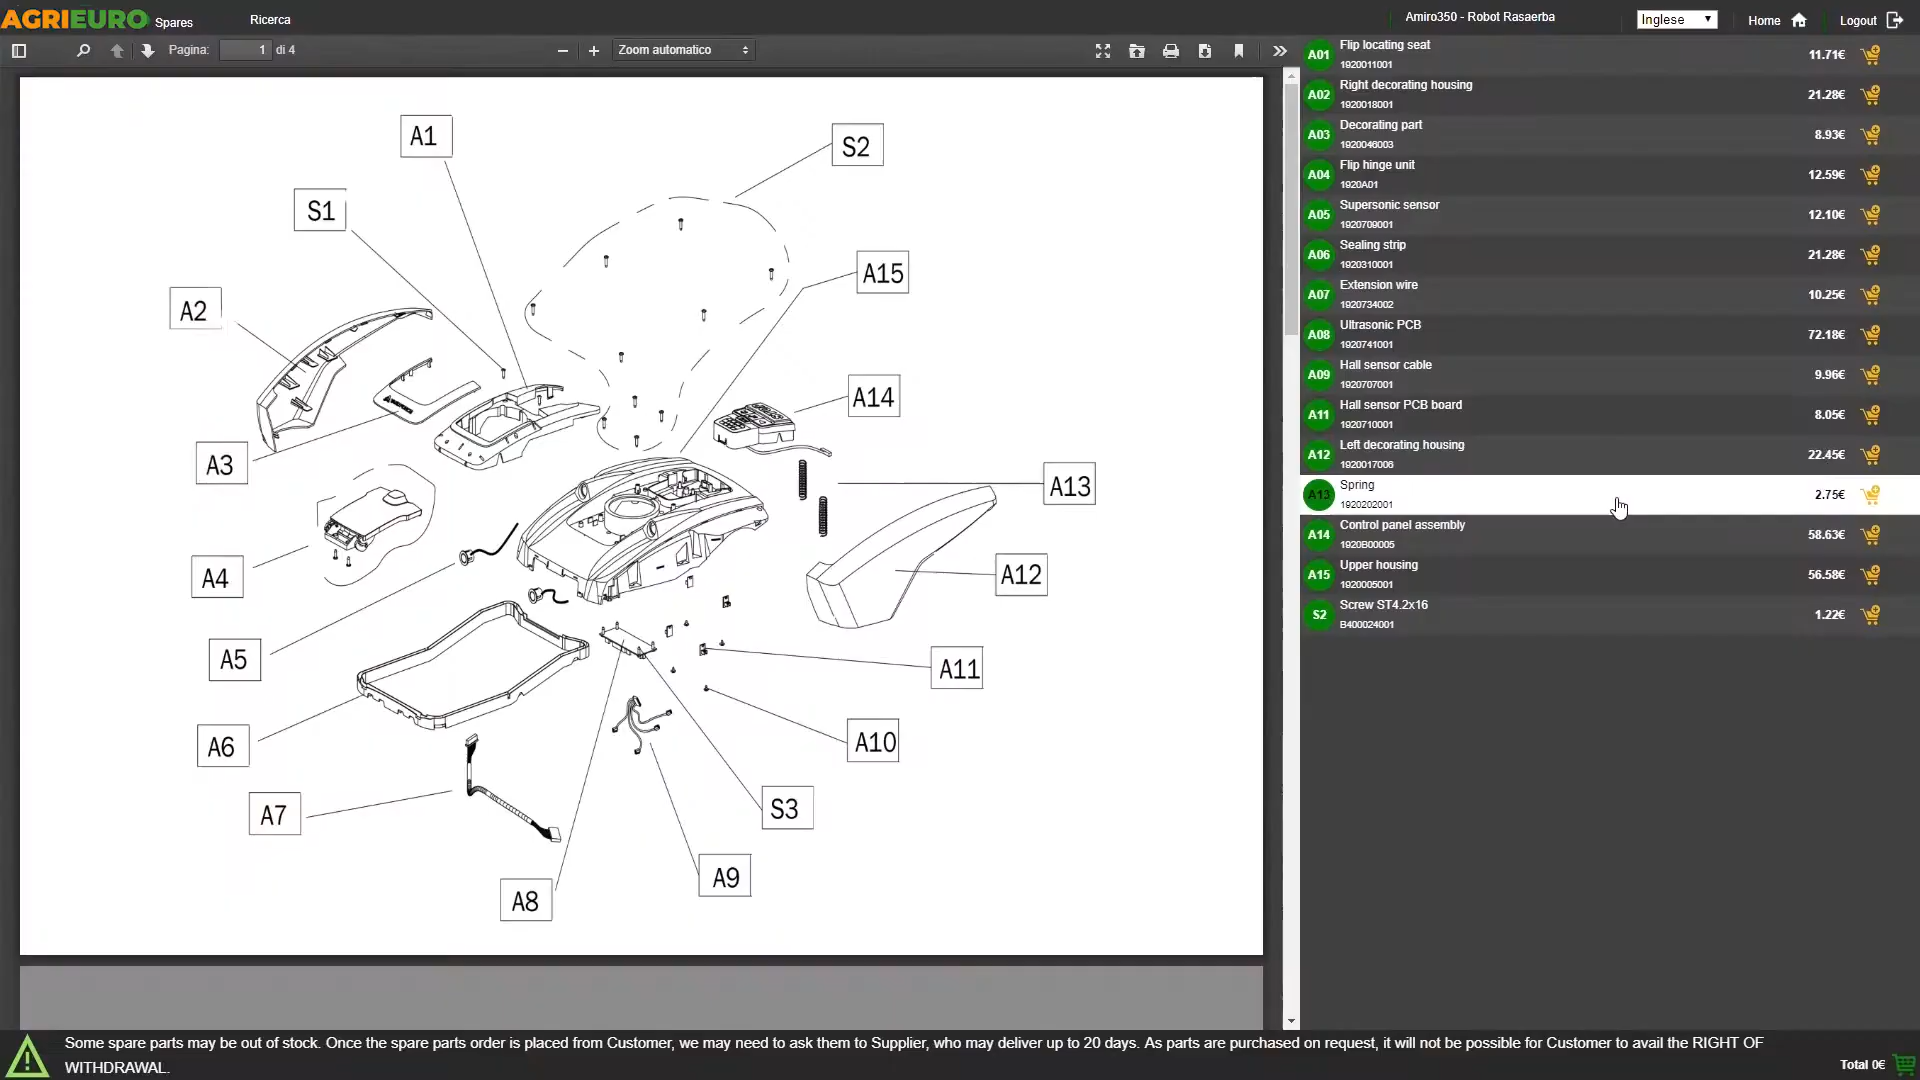 AGRIEURO Spares
Ricerca
Amiro350 - Robot Rasaerba
Inglese
Home
Logout
Pagina: 1 di 4
Zoom automatico
A1
S2
S1
A15
A2
A14
A3
A13
A4
A12
A5
A11
A6
A10
A7
S3
A9
A8
A01 Flip locating seat 11.71€
1920011001
A02 Right decorating housing 21.28€
1920018001
A03 Decorating part 8.93€
1920046003
A04 Flip hinge unit 12.59€
1920A01
A05 Supersonic sensor 12.10€
1920709001
A06 Sealing strip 21.28€
1920310001
A07 Extension wire 10.25€
1920734002
A08 Ultrasonic PCB 72.18€
1920741001
A09 Hall sensor cable 9.96€
1920707001
A11 Hall sensor PCB board 8.05€
1920710001
A12 Left decorating housing 22.45€
1920017006
A13 Spring 2.75€
1920202001
A14 Control panel assembly 58.63€
1920B00005
A15 Upper housing 56.58€
1920005001
S2 Screw ST4.2x16 1.22€
B400024001
Some spare parts may be out of stock. Once the spare parts order is placed from Customer, we may need to ask them to Supplier, who may deliver up to 20 days. As parts are purchased on request, it will not be possible for Customer to avail the RIGHT OF
WITHDRAWAL.
Total 0€